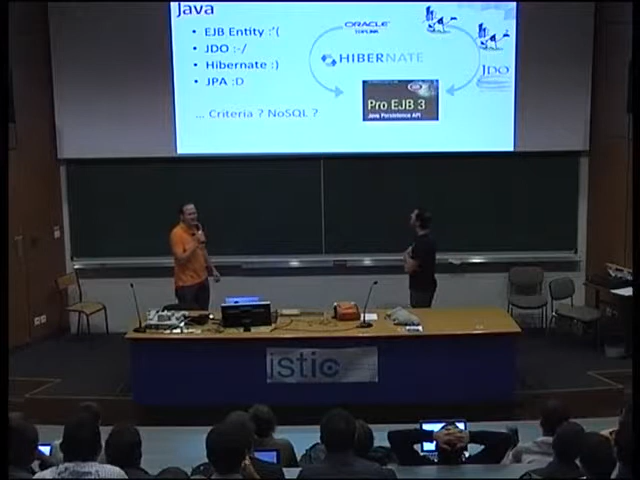 Java
• EJB Entity :'(
• JDO :-/
• Hibernate :)
• JPA :D
... Criteria ? NoSQL ?
ORACLE
TOPLINK
HIBERNATE
JDO
Pro EJB 3
Java Persistence API
istic